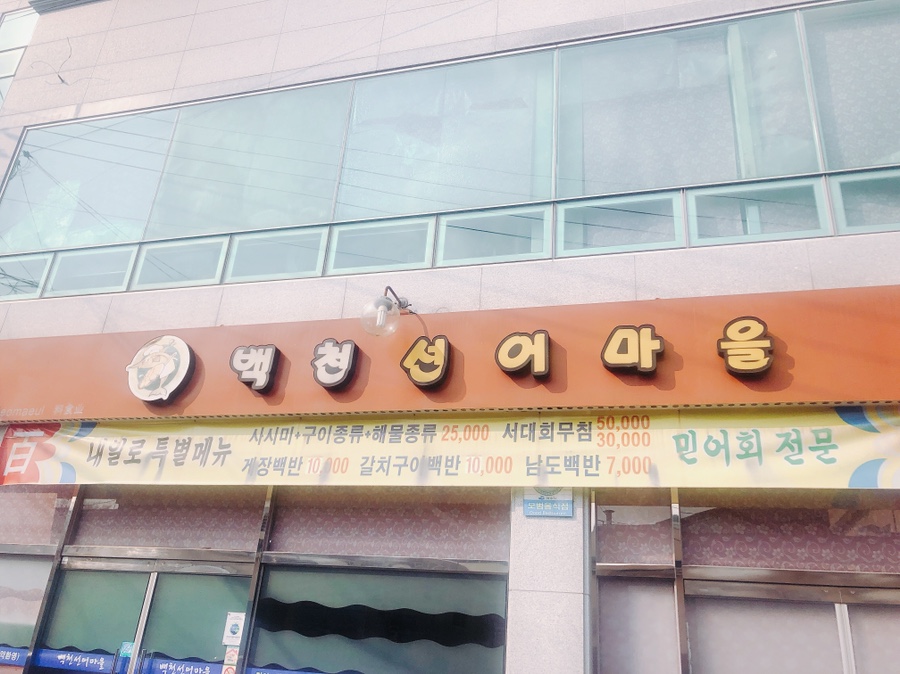 백천선어마을
내일로 특별메뉴
사시미+구이종류+해물종류 25,000 서대회무침 50,000 30,000
게장백반 10,000 갈치구이백반 10,000 남도백반 7,000
민어회 전문
모범음식점
백천선어마을
백천선어마을